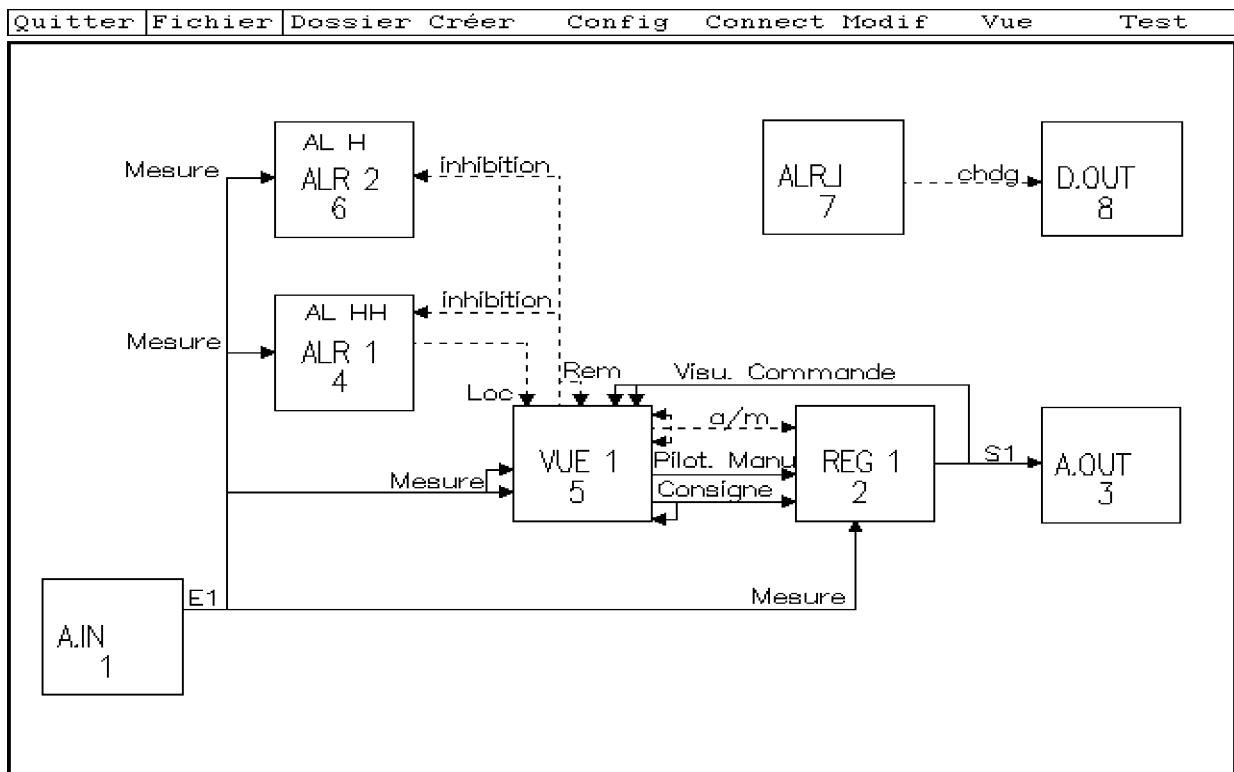 Quitter Fichier Dossier Créer Config Connect Modif Vue Test
AL H
ALR 2
6
Mesure
inhibition
ALRJ
7
chdg
D.OUT
8
AL HH
ALR 1
4
Mesure
inhibition
Loc
Rem
Visu. Commande
VUE 1
5
a/m
Pilot. Manu
Consigne
REG 1
2
S1
A.OUT
3
Mesure
E1
Mesure
A.IN
1